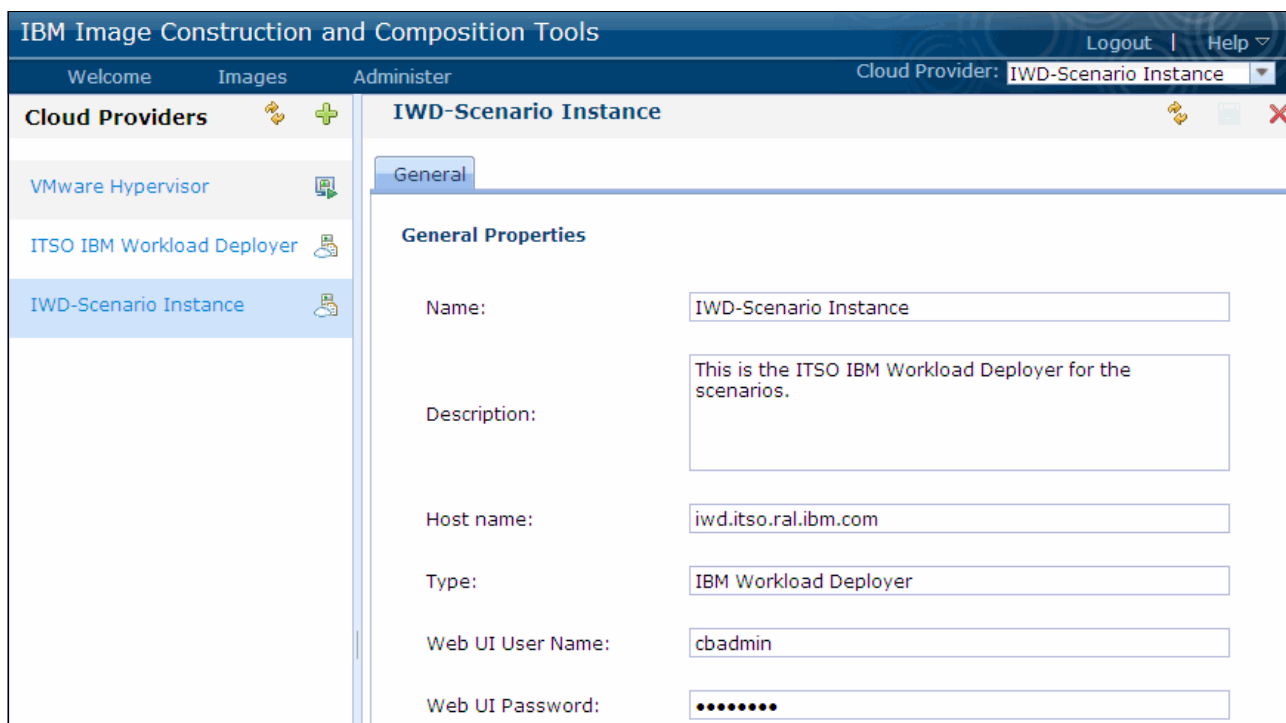 IBM Image Construction and Composition Tools
Logout | Help
Welcome Images Administer Cloud Provider: IWD-Scenario Instance
Cloud Providers
VMware Hypervisor
ITSO IBM Workload Deployer
IWD-Scenario Instance
IWD-Scenario Instance
General
General Properties
Name: IWD-Scenario Instance
Description: This is the ITSO IBM Workload Deployer for the
scenarios.
Host name: iwd.itso.ral.ibm.com
Type: IBM Workload Deployer
Web UI User Name: cbadmin
Web UI Password: ••••••••